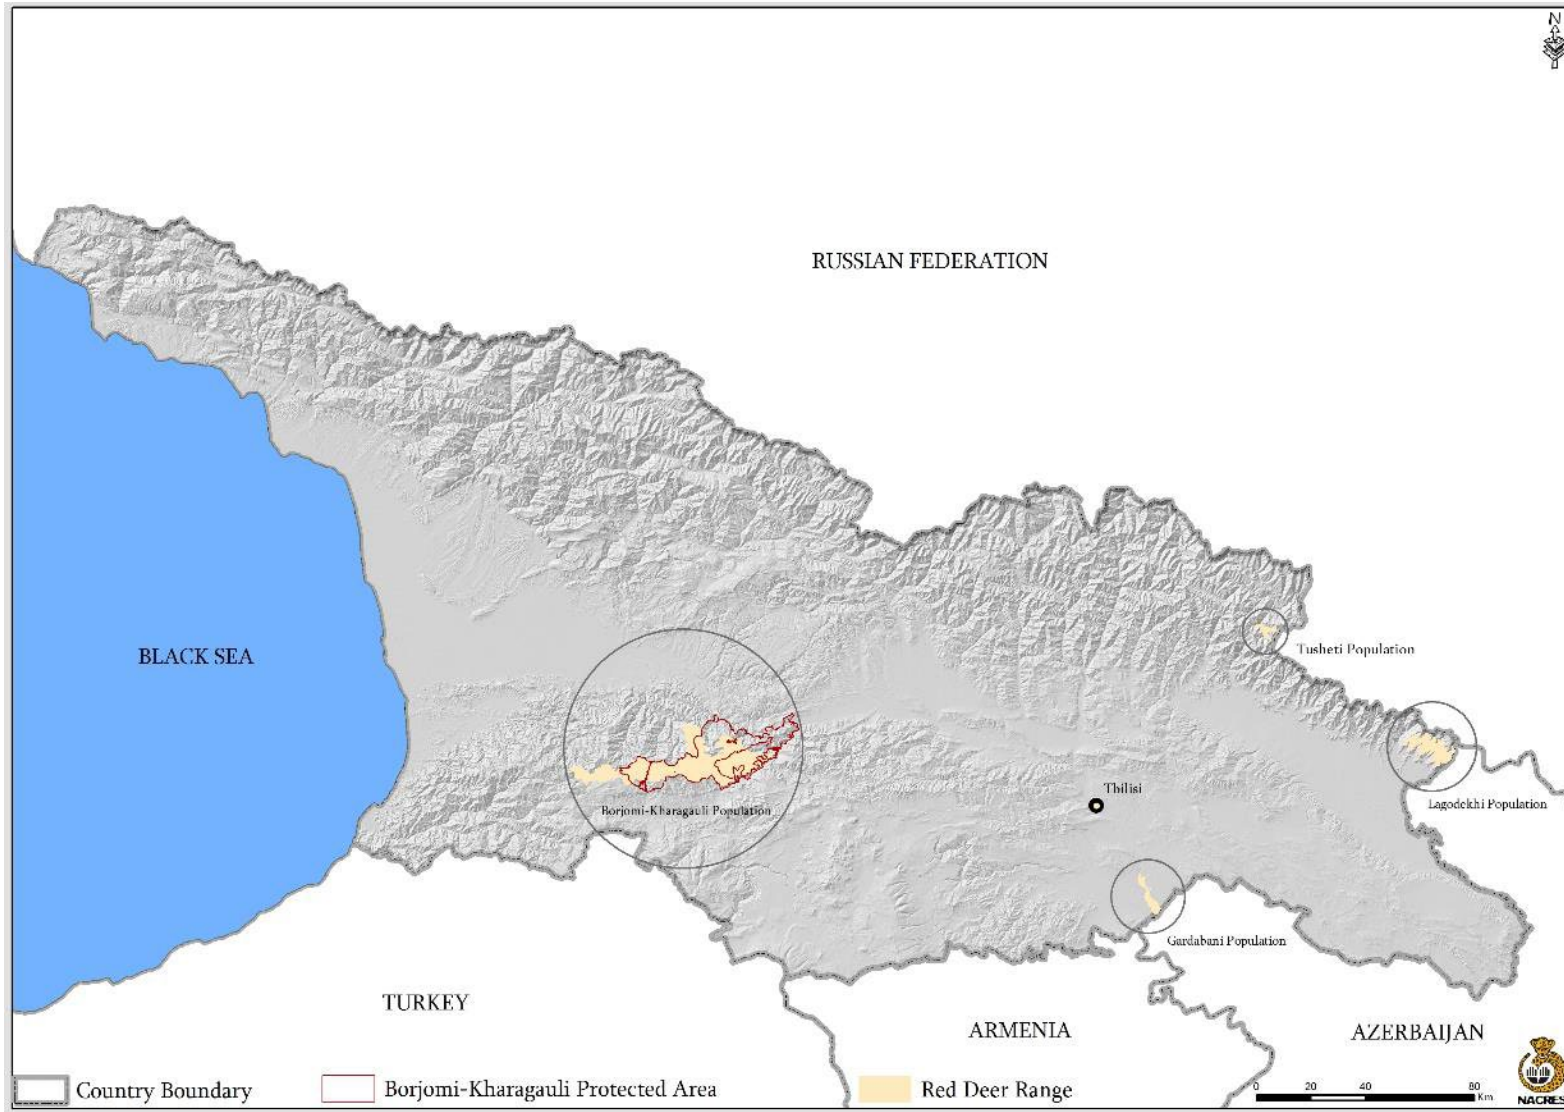 N
RUSSIAN FEDERATION
BLACK SEA
Tusheti Population
Borjomi-Kharagauli Population
Tbilisi
Lagodekhi Population
Gardabani Population
TURKEY
ARMENIA
AZERBAIJAN
Country Boundary
Borjomi-Kharagauli Protected Area
Red Deer Range
0 20 40 80
Km
NACRES